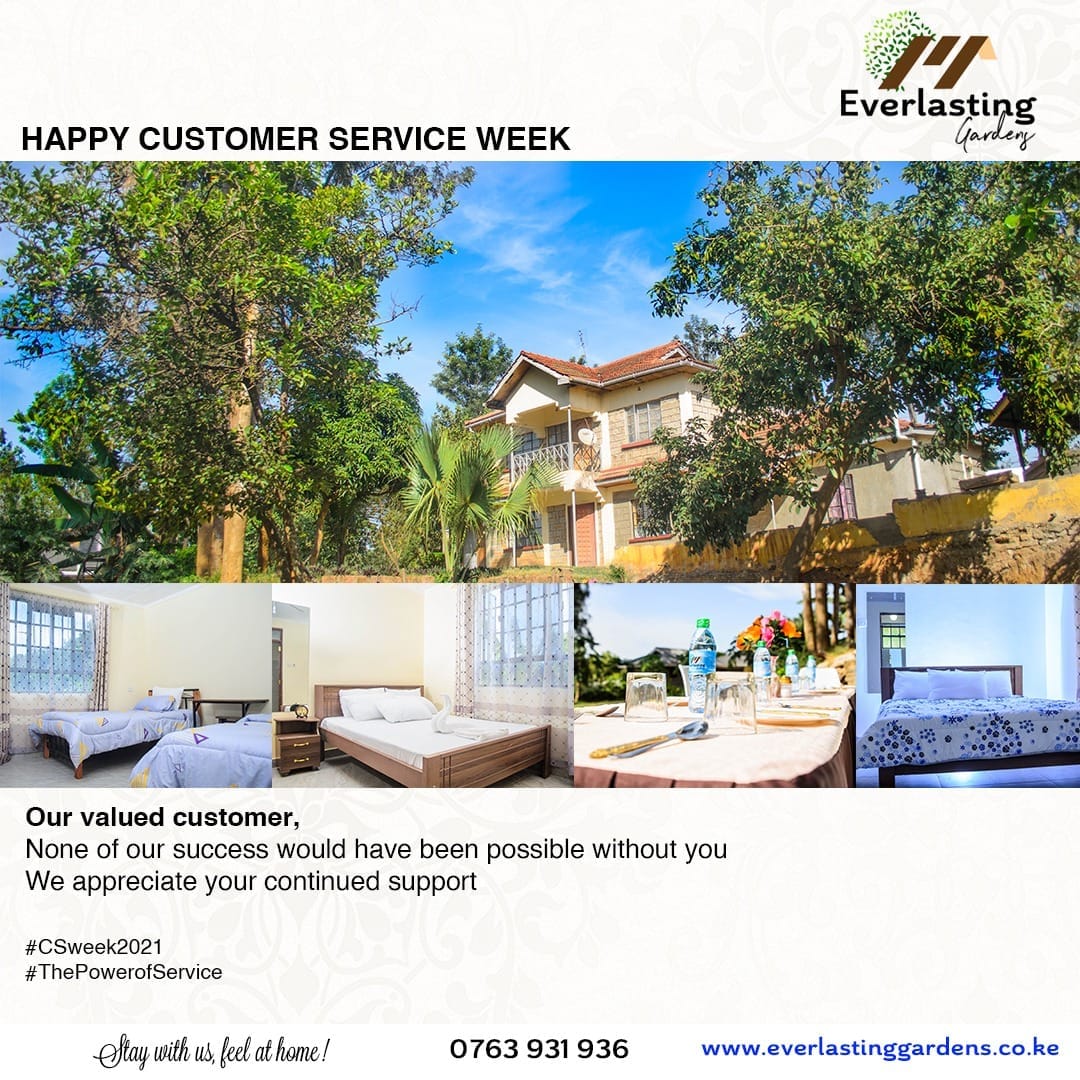 Everlasting
Gardens
HAPPY CUSTOMER SERVICE WEEK
Our valued customer,
None of our success would have been possible without you
We appreciate your continued support
#CSweek2021
#ThePowerofService
Stay with us, feel at home!
0763 931 936
www.everlastinggardens.co.ke